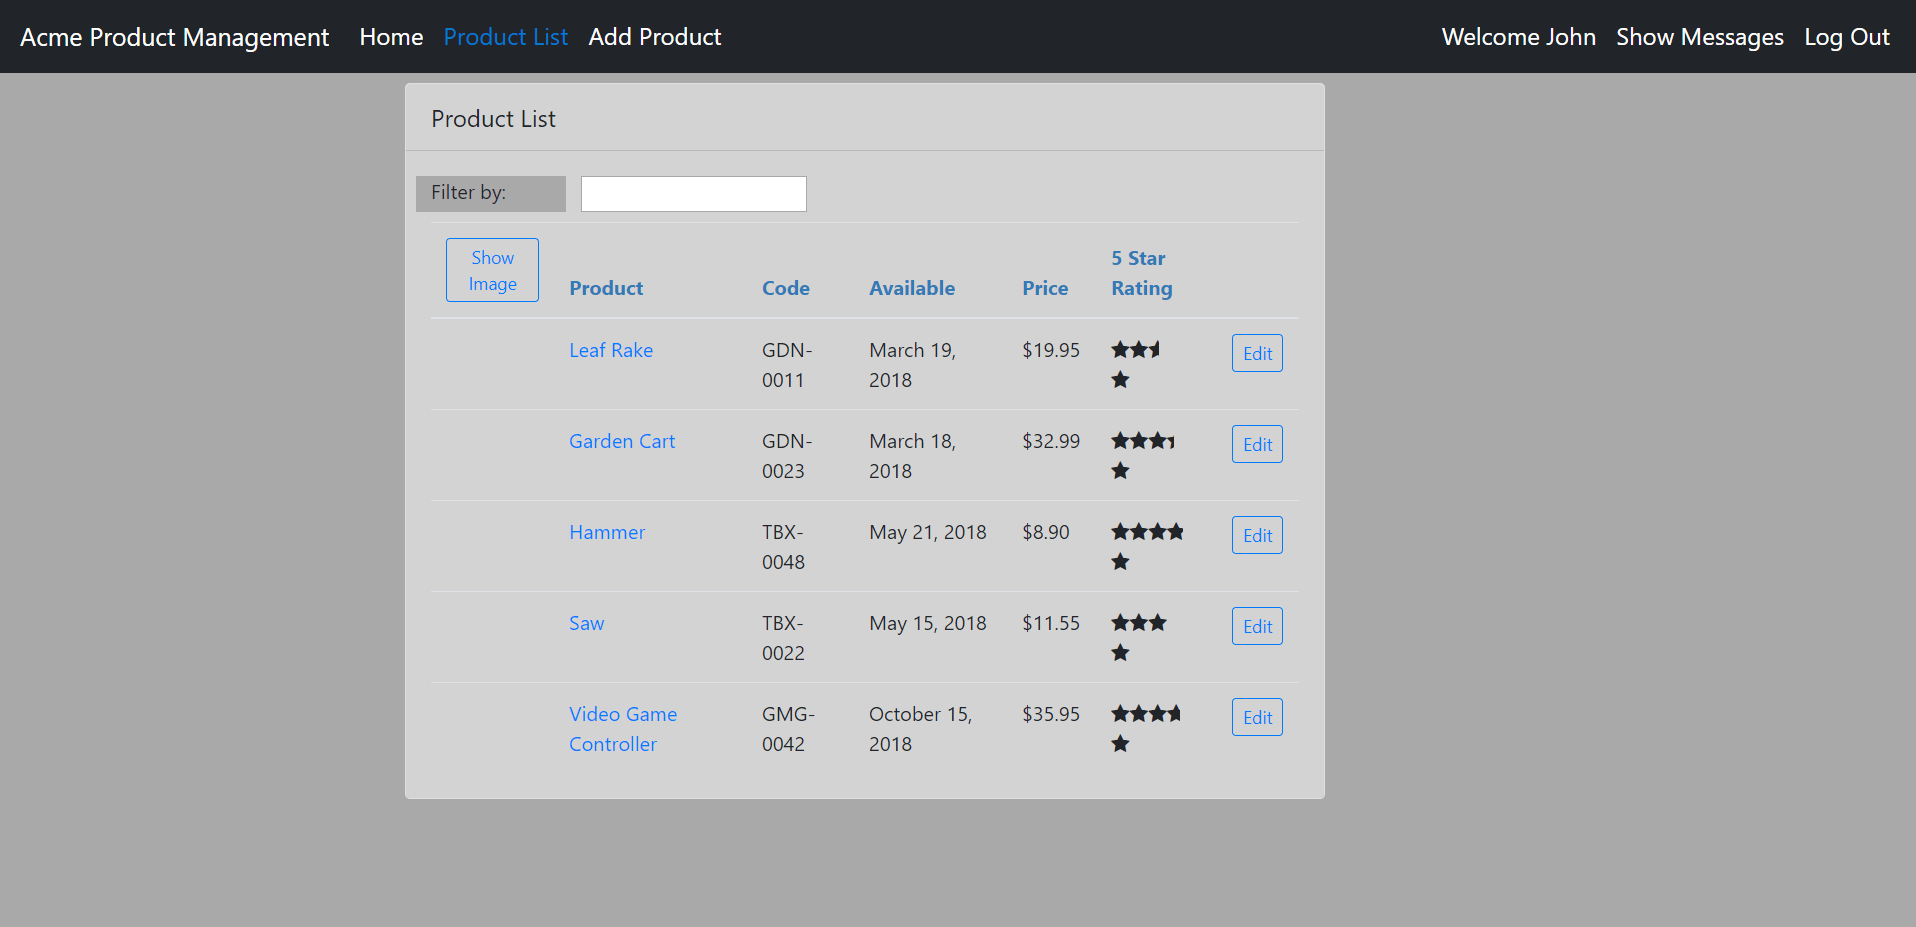 Acme Product Management Home Product List Add Product Welcome John Show Messages Log Out
Product List
Filter by:
Show
Image
Product Code Available Price 5 Star
Rating
Leaf Rake GDN- March 19, $19.95 Edit
0011 2018
Garden Cart GDN- March 18, $32.99 Edit
0023 2018
Hammer TBX- May 21, 2018 $8.90 Edit
0048
Saw TBX- May 15, 2018 $11.55 Edit
0022
Video Game GMG- October 15, $35.95 Edit
Controller 0042 2018